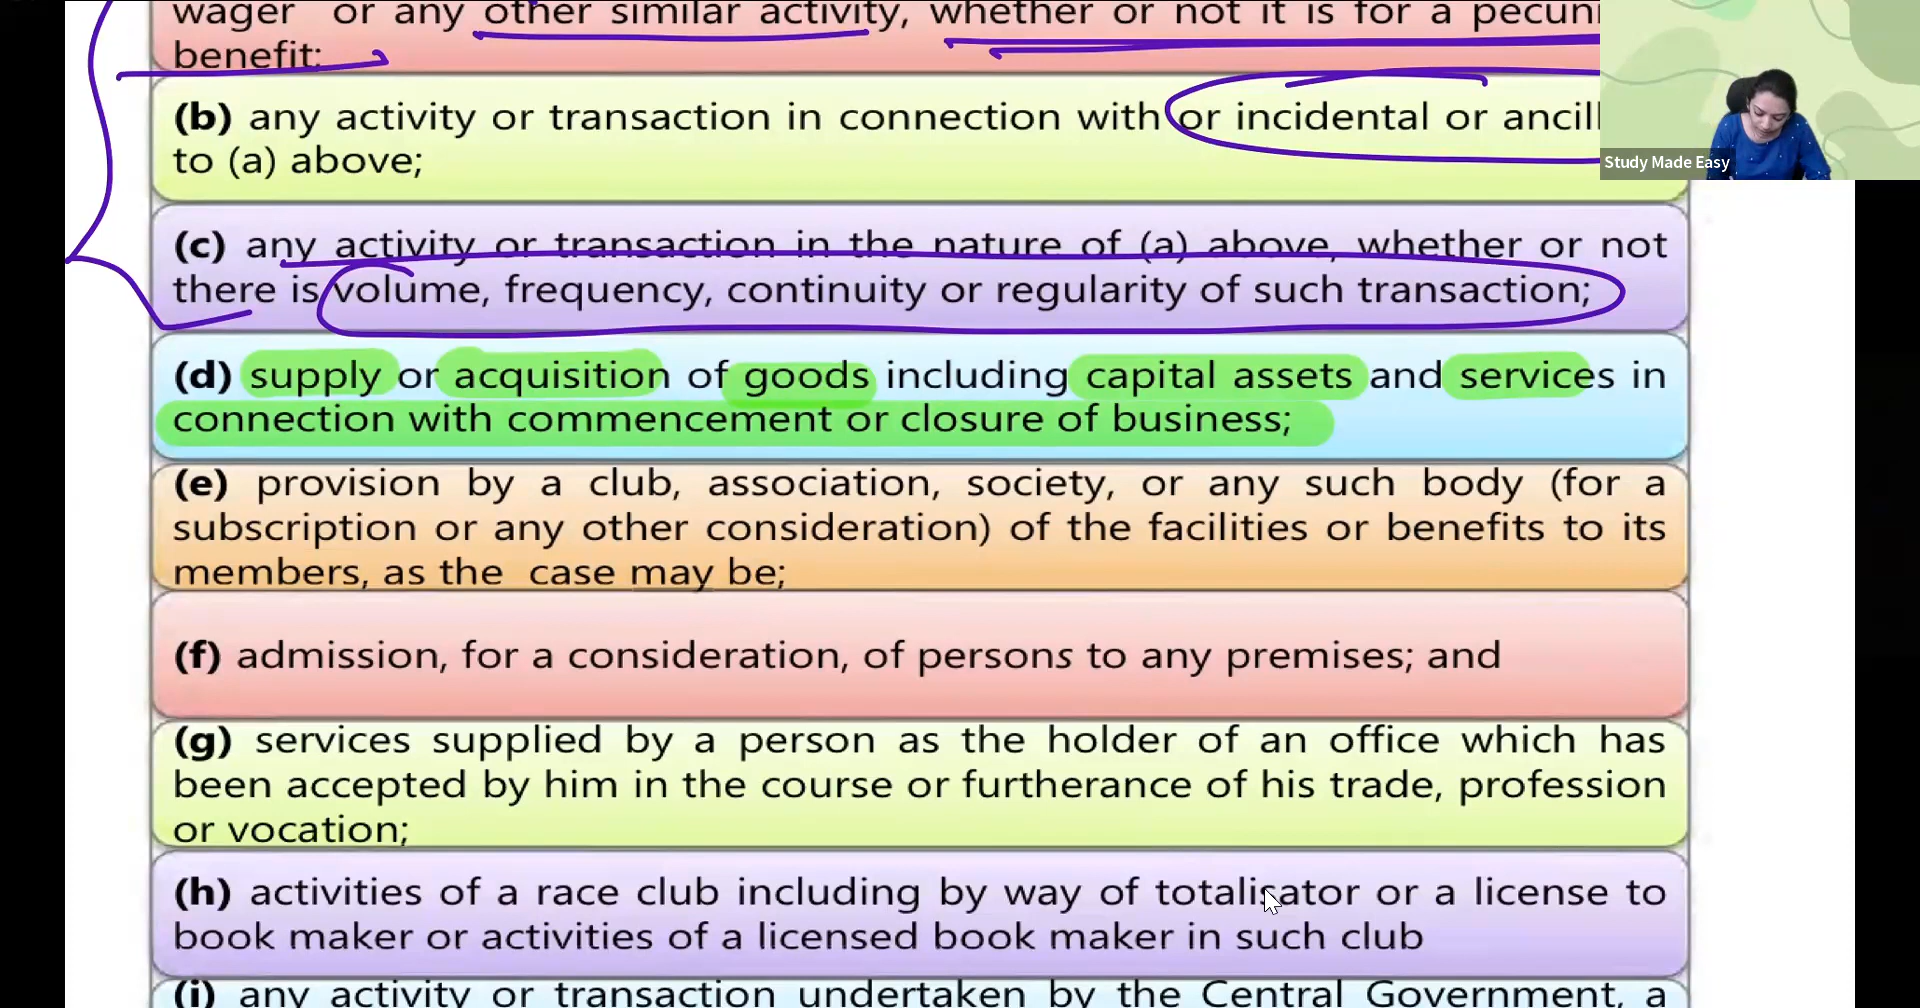 wager or any other similar activity, whether or not it is for a
benefit;
(b) any activity or transaction in connection with or incidental or
to (a) above;
Study Made Easy
(c) any activity or transaction in the nature of (a) above, whether or not
there is volume, frequency, continuity or regularity of such transaction;
(d) supply or acquisition of goods including capital assets and services in
connection with commencement or closure of business;
(e) provision by a club, association, society, or any such body (for a
subscription or any other consideration) of the facilities or benefits to its
members, as the case may be;
(f) admission, for a consideration, of persons to any premises; and
(g) services supplied by a person as the holder of an office which has
been accepted by him in the course or furtherance of his trade, profession
or vocation;
(h) activities of a race club including by way of totalisator or a license to
book maker or activities of a licensed book maker in such club
(i) any activity or transaction undertaken by the Central Government, a